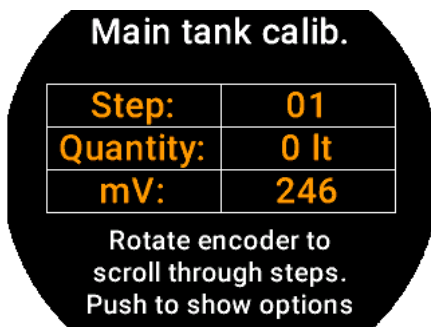 Main tank calib.
Step: 01
Quantity: 0 lt
mV: 246
Rotate encoder to
scroll through steps.
Push to show options